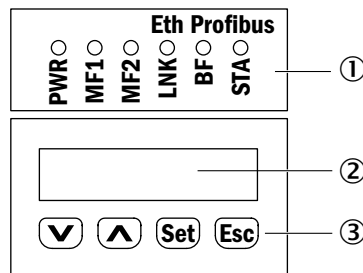 Eth Profibus
PWR MF1 MF2 LNK BF STA
①
②
Set Esc
③